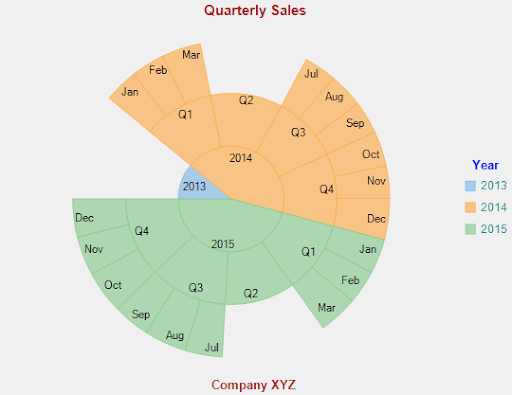 Quarterly Sales
Jan
Feb
Mar
Q1
Q2
Jul
Aug
Sep
Q3
Oct
Nov
Dec
Q4
2014
2013
2015
Jan
Feb
Mar
Q1
Q2
Jul
Aug
Sep
Q3
Oct
Nov
Dec
Q4
Year
2013
2014
2015
Company XYZ